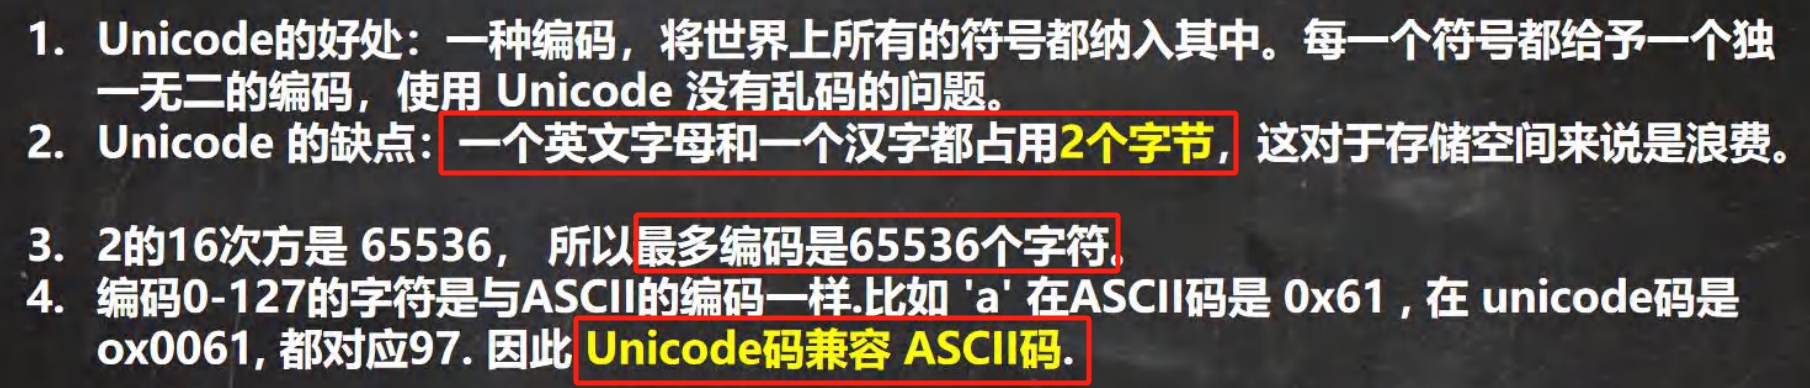 1. Unicode的好处：一种编码，将世界上所有的符号都纳入其中。每一个符号都给予一个独
一无二的编码，使用 Unicode 没有乱码的问题。
2. Unicode 的缺点：一个英文字母和一个汉字都占用2个字节，这对于存储空间来说是浪费。
3. 2的16次方是 65536， 所以最多编码是65536个字符。
4. 编码0-127的字符是与ASCII的编码一样.比如 'a' 在ASCII码是 0x61 , 在 unicode码是
ox0061, 都对应97. 因此 Unicode码兼容 ASCII码.